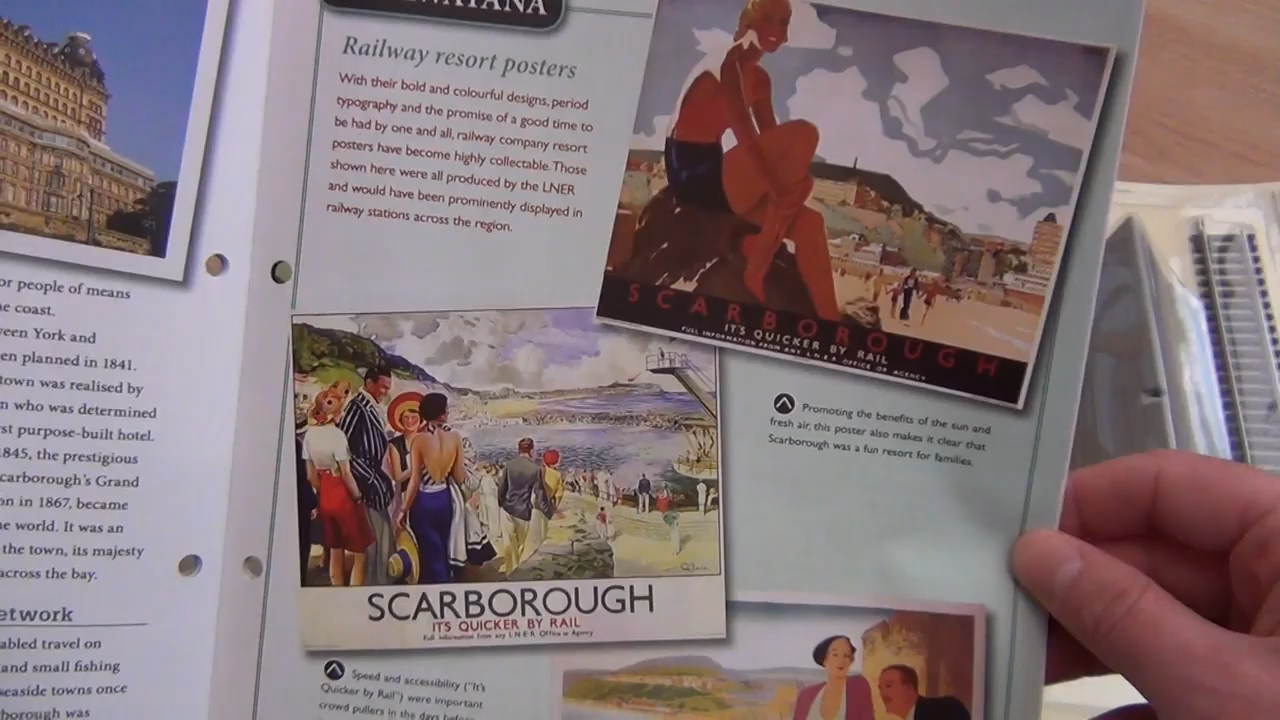 or people of means
e coast.
een York and
en planned in 1841.
town was realised by
n who was determined
st purpose-built hotel.
845, the prestigious
carborough's Grand
on in 1867, became
e world. It was an
the town, its majesty
across the bay.
etwork
abled travel on
and small fishing
seaside towns once
borough was
Railway resort posters
With their bold and colourful designs, period
typography and the promise of a good time to
be had by one and all, railway company resort
posters have become highly collectable. Those
shown here were all produced by the LNER
and would have been prominently displayed in
railway stations across the region.
SCARBOROUGH
IT'S QUICKER BY RAIL
FULL INFORMATION FROM ANY L.N.E.R OFFICE OR AGENCY
Promoting the benefits of the sun and
fresh air, this poster also makes it clear that
Scarborough was a fun resort for families.
SCARBOROUGH
IT'S QUICKER BY RAIL
Full Information from any L·N·E·R Office or Agency
Speed and accessibility ("It's
Quicker by Rail") were important
crowd pullers in the days before